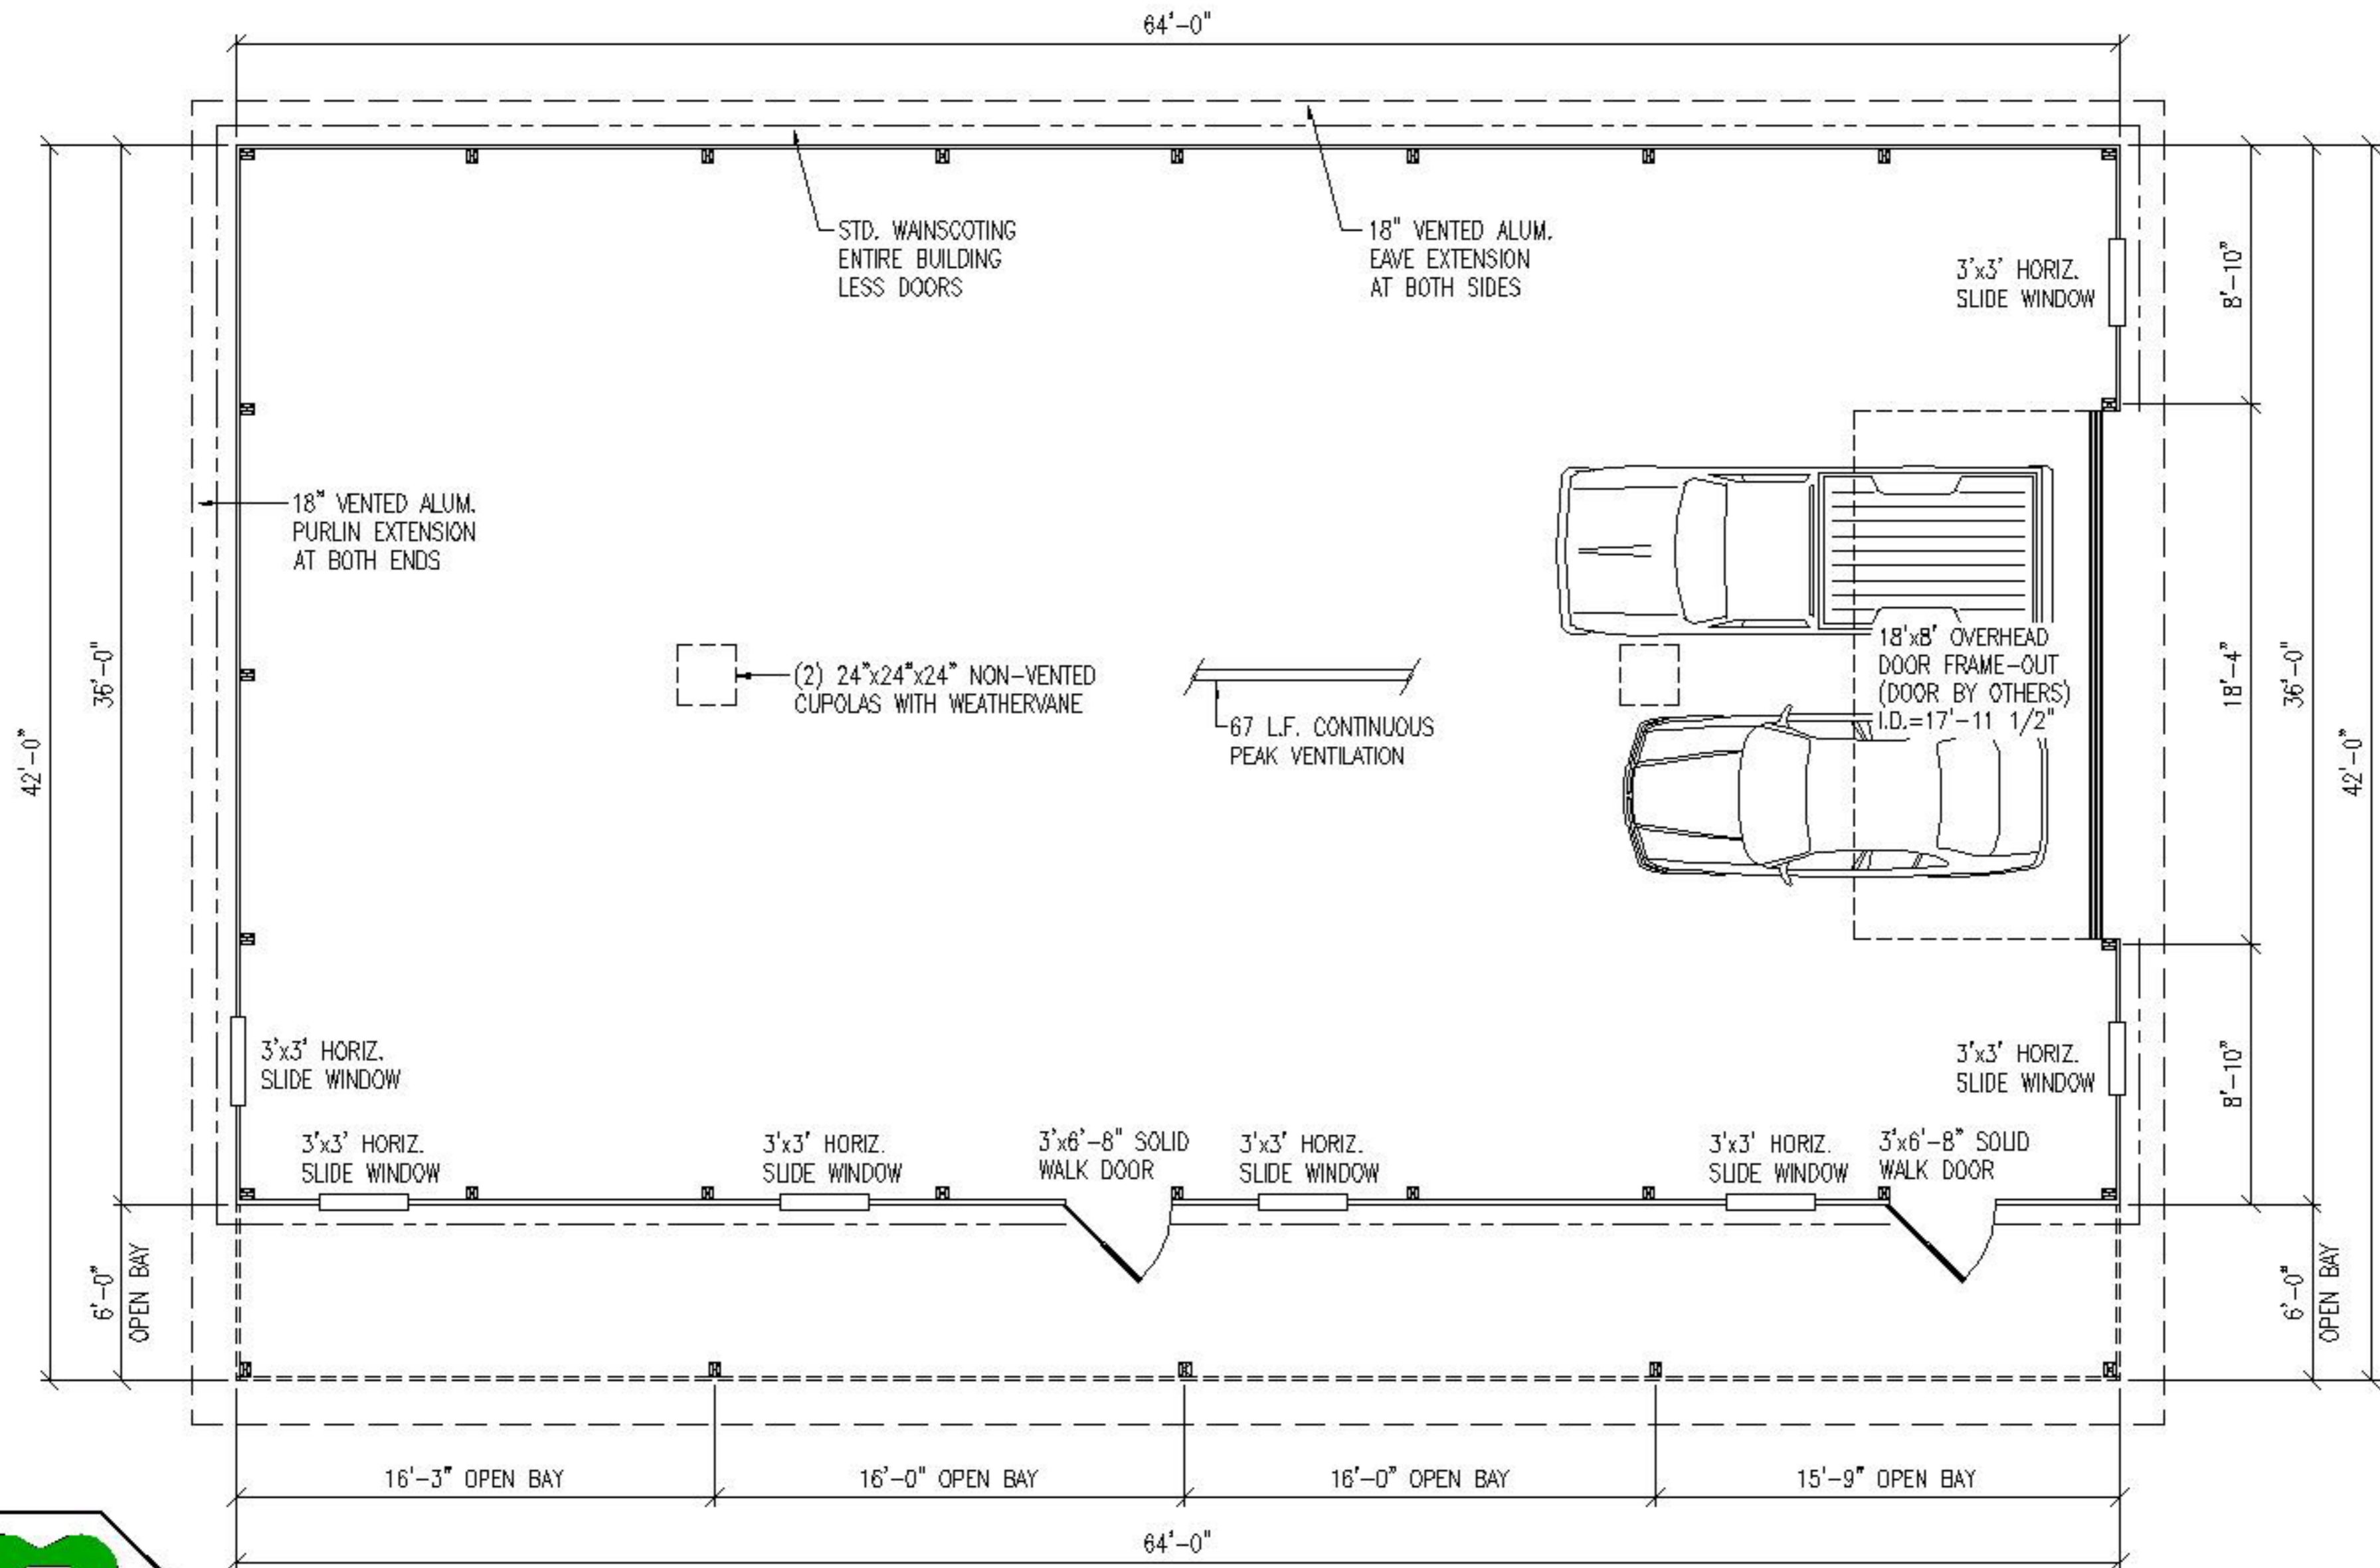 64'-0"
STD. WAINSCOTING
ENTIRE BUILDING
LESS DOORS
18" VENTED ALUM.
EAVE EXTENSION
AT BOTH SIDES
3'x3' HORIZ.
SLIDE WINDOW
8'-10"
18" VENTED ALUM.
PURLIN EXTENSION
AT BOTH ENDS
42'-0"
36'-0"
(2) 24"x24"x24" NON-VENTED
CUPOLAS WITH WEATHERVANE
67 L.F. CONTINUOUS
PEAK VENTILATION
18'x8' OVERHEAD
DOOR FRAME-OUT
(DOOR BY OTHERS)
I.D.=17'-11 1/2"
18'-4"
36'-0"
42'-0"
3'x3' HORIZ.
SLIDE WINDOW
3'x3' HORIZ.
SLIDE WINDOW
8'-10"
3'x3' HORIZ.
SLIDE WINDOW
3'x3' HORIZ.
SLIDE WINDOW
3'x6'-8" SOLID
WALK DOOR
3'x3' HORIZ.
SLIDE WINDOW
3'x3' HORIZ.
SLIDE WINDOW
3'x6'-8" SOLID
WALK DOOR
6'-0"
OPEN BAY
6'-0"
OPEN BAY
16'-3" OPEN BAY
16'-0" OPEN BAY
16'-0" OPEN BAY
15'-9" OPEN BAY
64'-0"